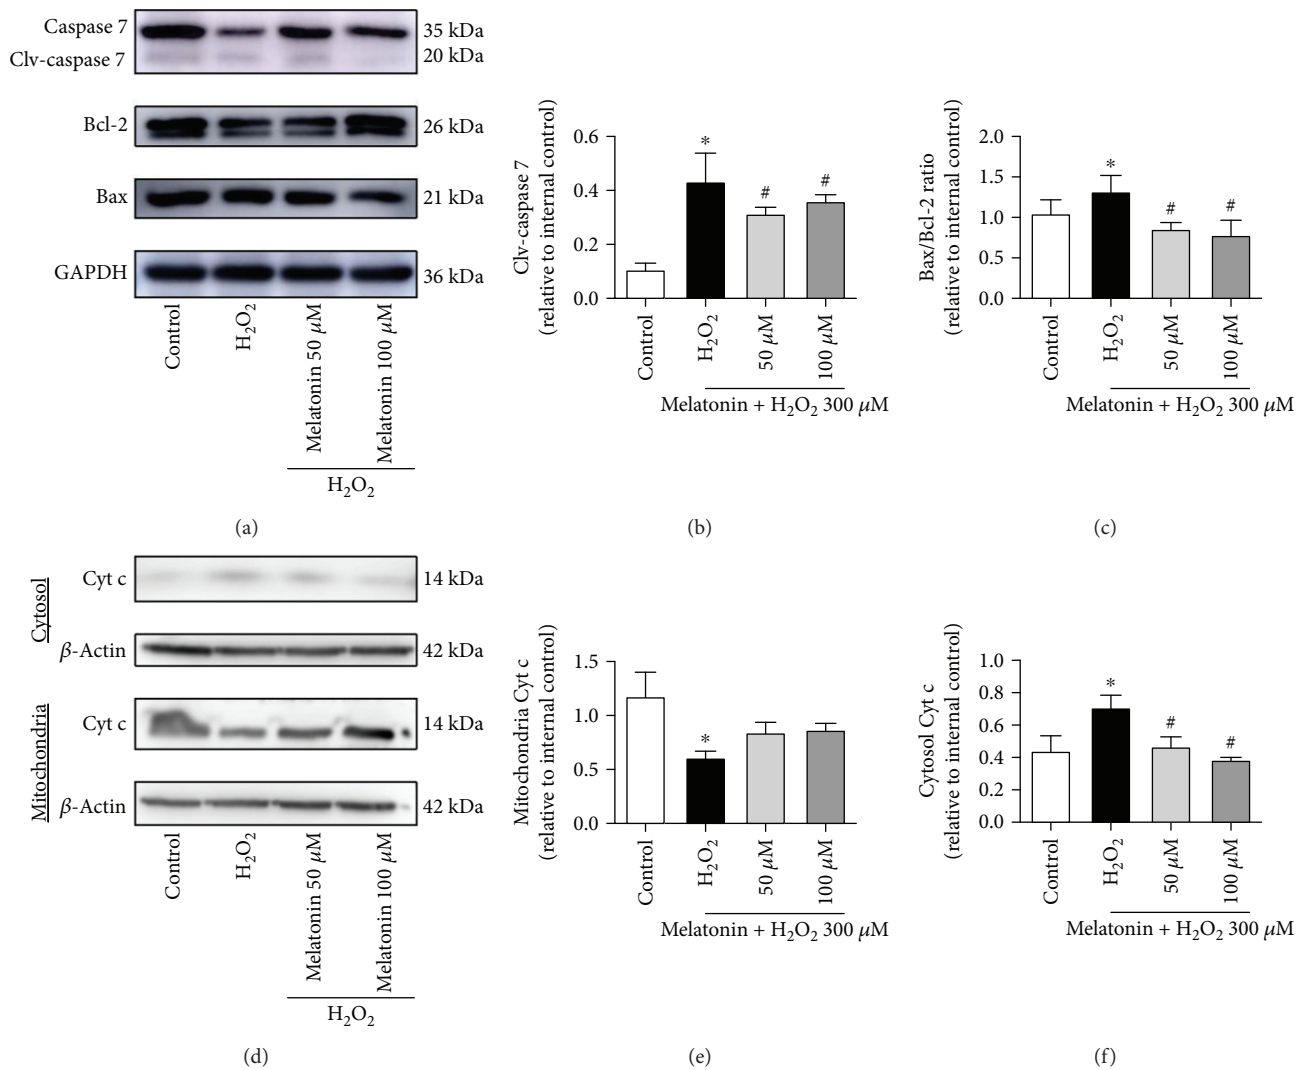 Caspase 7
35 kDa
Clv-caspase 7
20 kDa
Bcl-2
26 kDa
Bax
21 kDa
GAPDH
36 kDa
Control
H₂O₂
Melatonin 50 μM
Melatonin 100 μM
H₂O₂
(a)
Clv-caspase 7
(relative to internal control)
0.6
0.4
0.2
0.0
*
#
#
Control
H₂O₂
50 μM
100 μM
Melatonin + H₂O₂ 300 μM
(b)
Bax/Bcl-2 ratio
(relative to internal control)
2.0
1.5
1.0
0.5
0.0
*
#
#
Control
H₂O₂
50 μM
100 μM
Melatonin + H₂O₂ 300 μM
(c)
Cytosol
Cyt c
14 kDa
β-Actin
42 kDa
Mitochondria
Cyt c
14 kDa
β-Actin
42 kDa
Control
H₂O₂
Melatonin 50 μM
Melatonin 100 μM
H₂O₂
(d)
Mitochondria Cyt c
(relative to internal control)
1.5
1.0
0.5
0.0
*
Control
H₂O₂
50 μM
100 μM
Melatonin + H₂O₂ 300 μM
(e)
Cytosol Cyt c
(relative to internal control)
1.0
0.8
0.6
0.4
0.2
0.0
*
#
#
Control
H₂O₂
50 μM
100 μM
Melatonin + H₂O₂ 300 μM
(f)